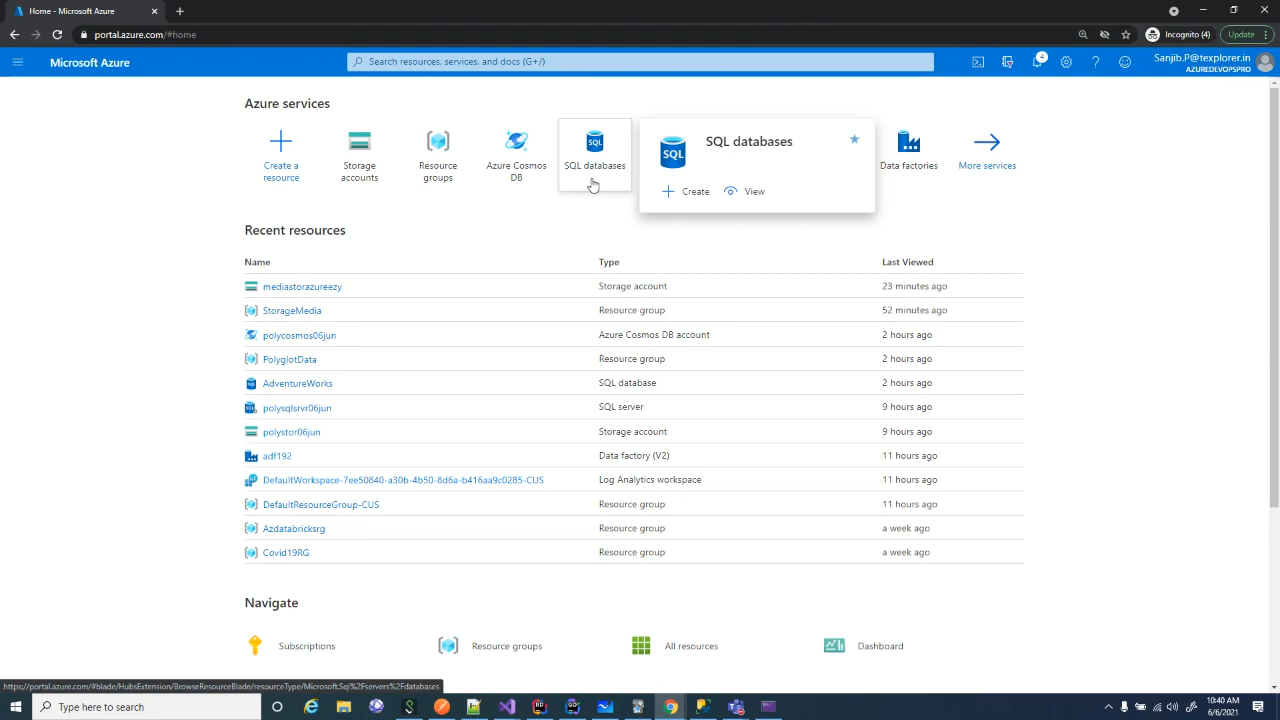 Home - Microsoft Azure
portal.azure.com/#home
Incognito (4)
Update
Microsoft Azure
Search resources, services, and docs (G+/)
4
Sanjib.P@texplorer.in
AZUREDEVOPSPRO
Azure services
Create a resource
Storage accounts
Resource groups
Azure Cosmos DB
SQL databases
SQL databases
Create
View
Data factories
More services
Recent resources
Name Type Last Viewed
mediastorazureezy Storage account 23 minutes ago
StorageMedia Resource group 52 minutes ago
polycosmos06jun Azure Cosmos DB account 2 hours ago
PolyglotData Resource group 2 hours ago
AdventureWorks SQL database 2 hours ago
polysqlsrvr06jun SQL server 9 hours ago
polystor06jun Storage account 9 hours ago
adf192 Data factory (V2) 11 hours ago
DefaultWorkspace-7ee50840-a30b-4b50-8d6a-b416aa9c0285-CUS Log Analytics workspace 11 hours ago
DefaultResourceGroup-CUS Resource group 11 hours ago
Azdatabricksrg Resource group a week ago
Covid19RG Resource group a week ago
Navigate
Subscriptions Resource groups All resources Dashboard
https://portal.azure.com/#blade/HubsExtension/BrowseResourceBlade/resourceType/Microsoft.Sql%2Fservers%2Fdatabases
Type here to search
10:40 AM
6/6/2021